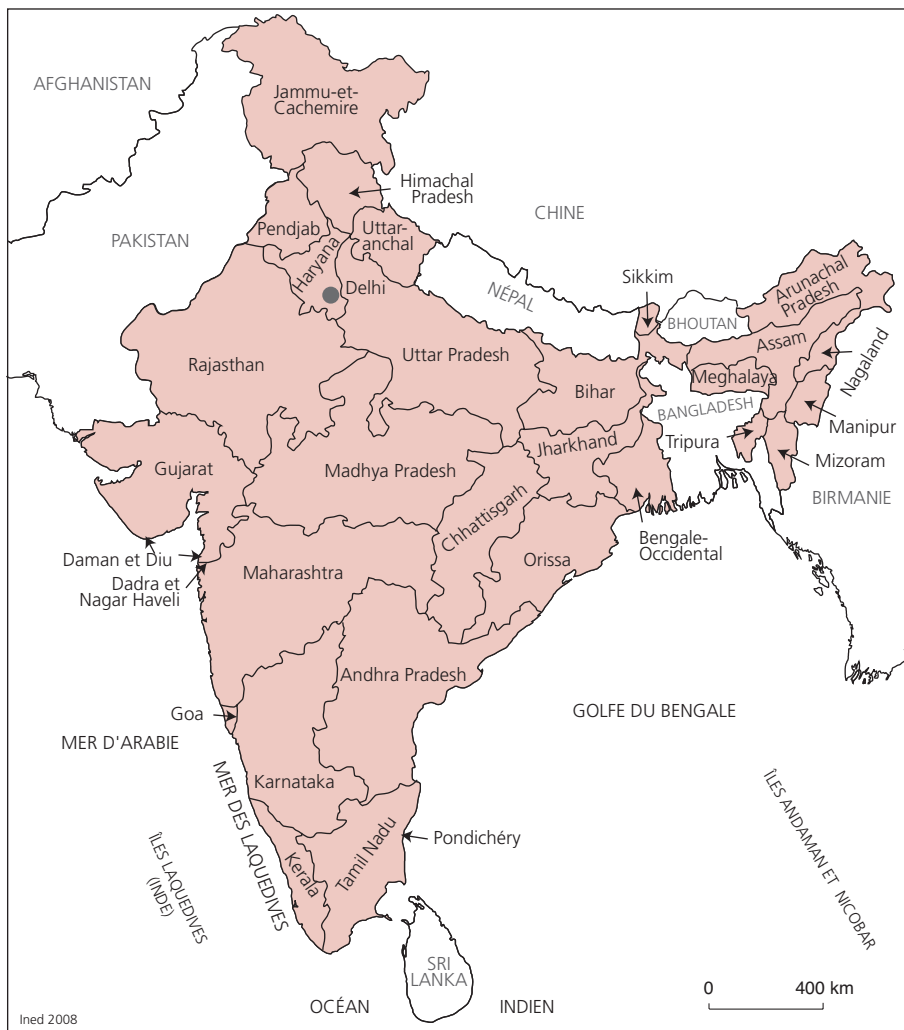 AFGHANISTAN
Jammu-et-
Cachemire
Himachal
Pradesh
CHINE
Pendjab
Uttar-
anchal
PAKISTAN
Haryana
Delhi
NÉPAL
Sikkim
BHOUTAN
Arunachal
Pradesh
Assam
Nagaland
Rajasthan
Uttar Pradesh
Bihar
Meghalaya
BANGLADESH
Manipur
Tripura
Mizoram
BIRMANIE
Gujarat
Madhya Pradesh
Jharkhand
Chhattisgarh
Bengale-
Occidental
Orissa
Daman et Diu
Dadra et
Nagar Haveli
Maharashtra
Andhra Pradesh
Goa
GOLFE DU BENGALE
MER D'ARABIE
Karnataka
MER DES LAQUEDIVES
ÎLES LAQUEDIVES
(INDE)
Kerala
Tamil Nadu
Pondichéry
ÎLES ANDAMAN ET NICOBAR
SRI
LANKA
0 400 km
OCÉAN INDIEN
Ined 2008